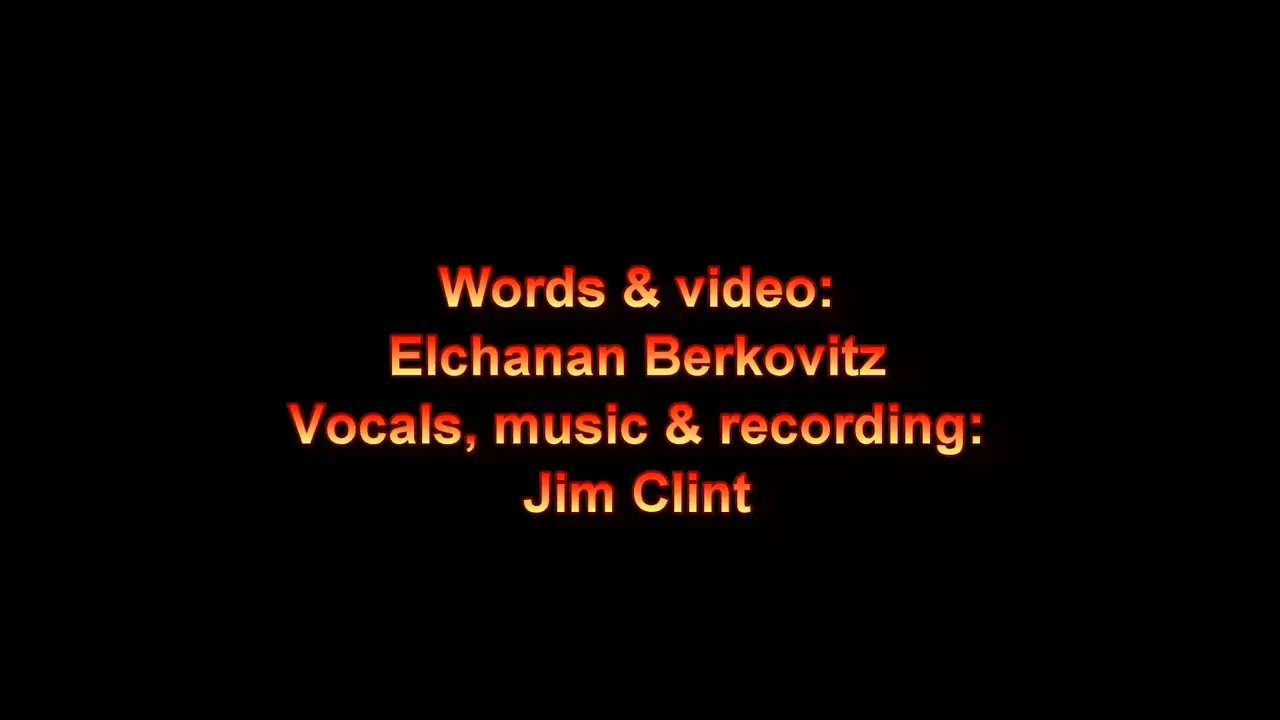 Words & video:
Elchanan Berkovitz
Vocals, music & recording:
Jim Clint